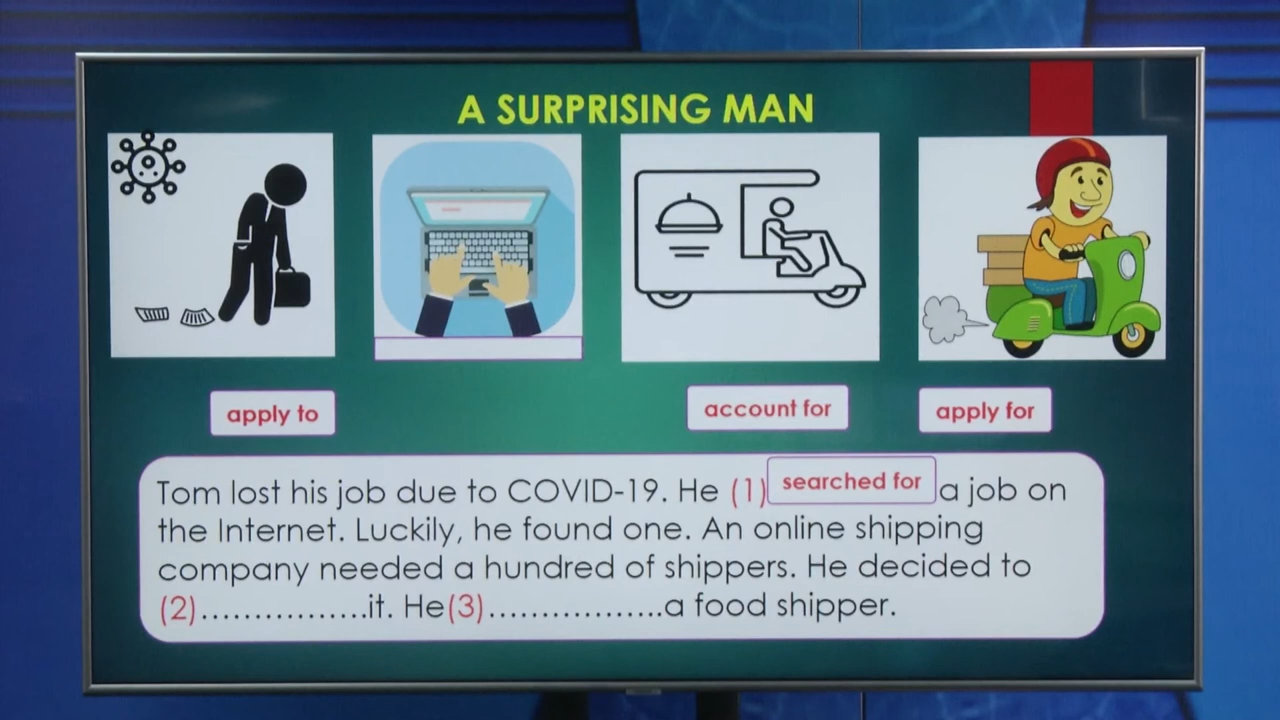 A SURPRISING MAN
apply to
account for
apply for
Tom lost his job due to COVID-19. He (1) searched for a job on
the Internet. Luckily, he found one. An online shipping
company needed a hundred of shippers. He decided to
(2)................it. He(3).................a food shipper.